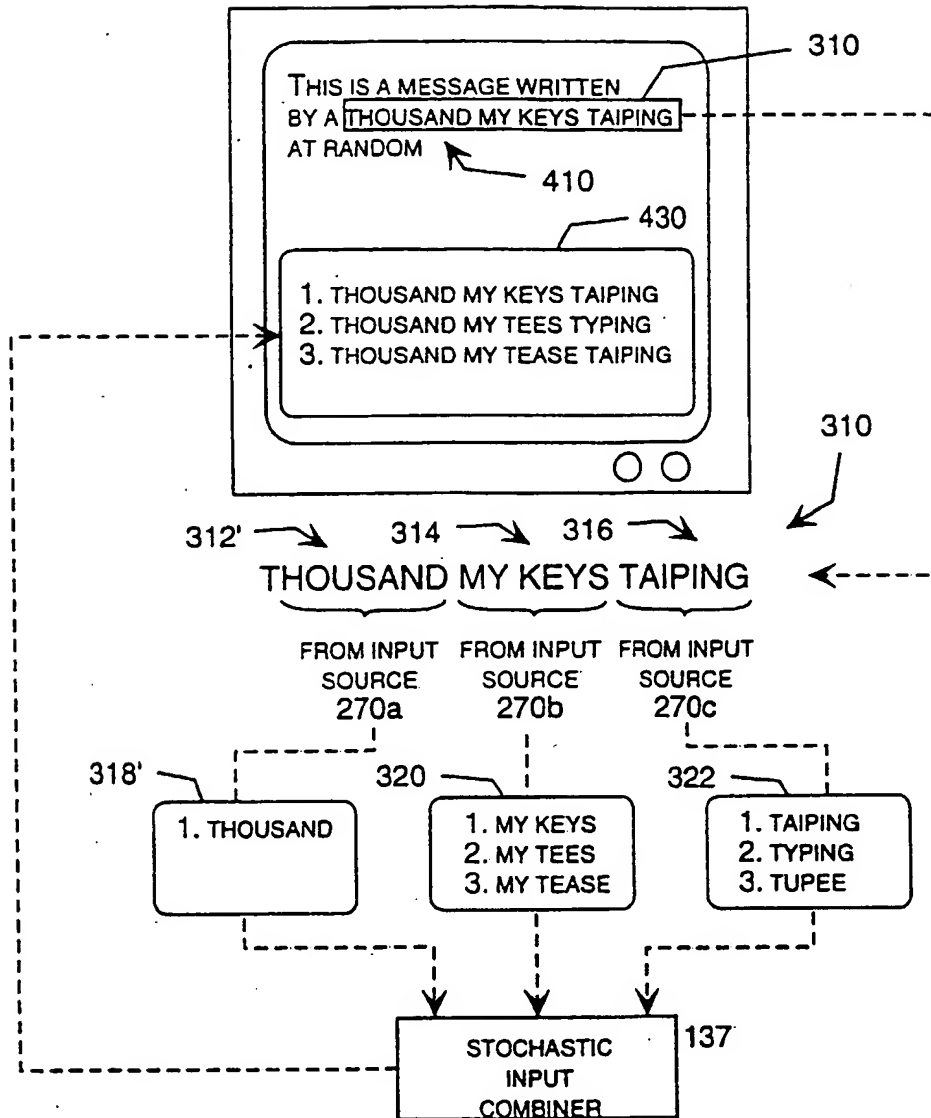 310
THIS IS A MESSAGE WRITTEN
BY A THOUSAND MY KEYS TAIPING
AT RANDOM
410
430
1. THOUSAND MY KEYS TAIPING
2. THOUSAND MY TEES TYPING
3. THOUSAND MY TEASE TAIPING
310
312' 314 316
THOUSAND MY KEYS TAIPING
FROM INPUT SOURCE 270a
FROM INPUT SOURCE 270b
FROM INPUT SOURCE 270c
318'
1. THOUSAND
320
1. MY KEYS
2. MY TEES
3. MY TEASE
322
1. TAIPING
2. TYPING
3. TUPEE
STOCHASTIC
INPUT
COMBINER
137